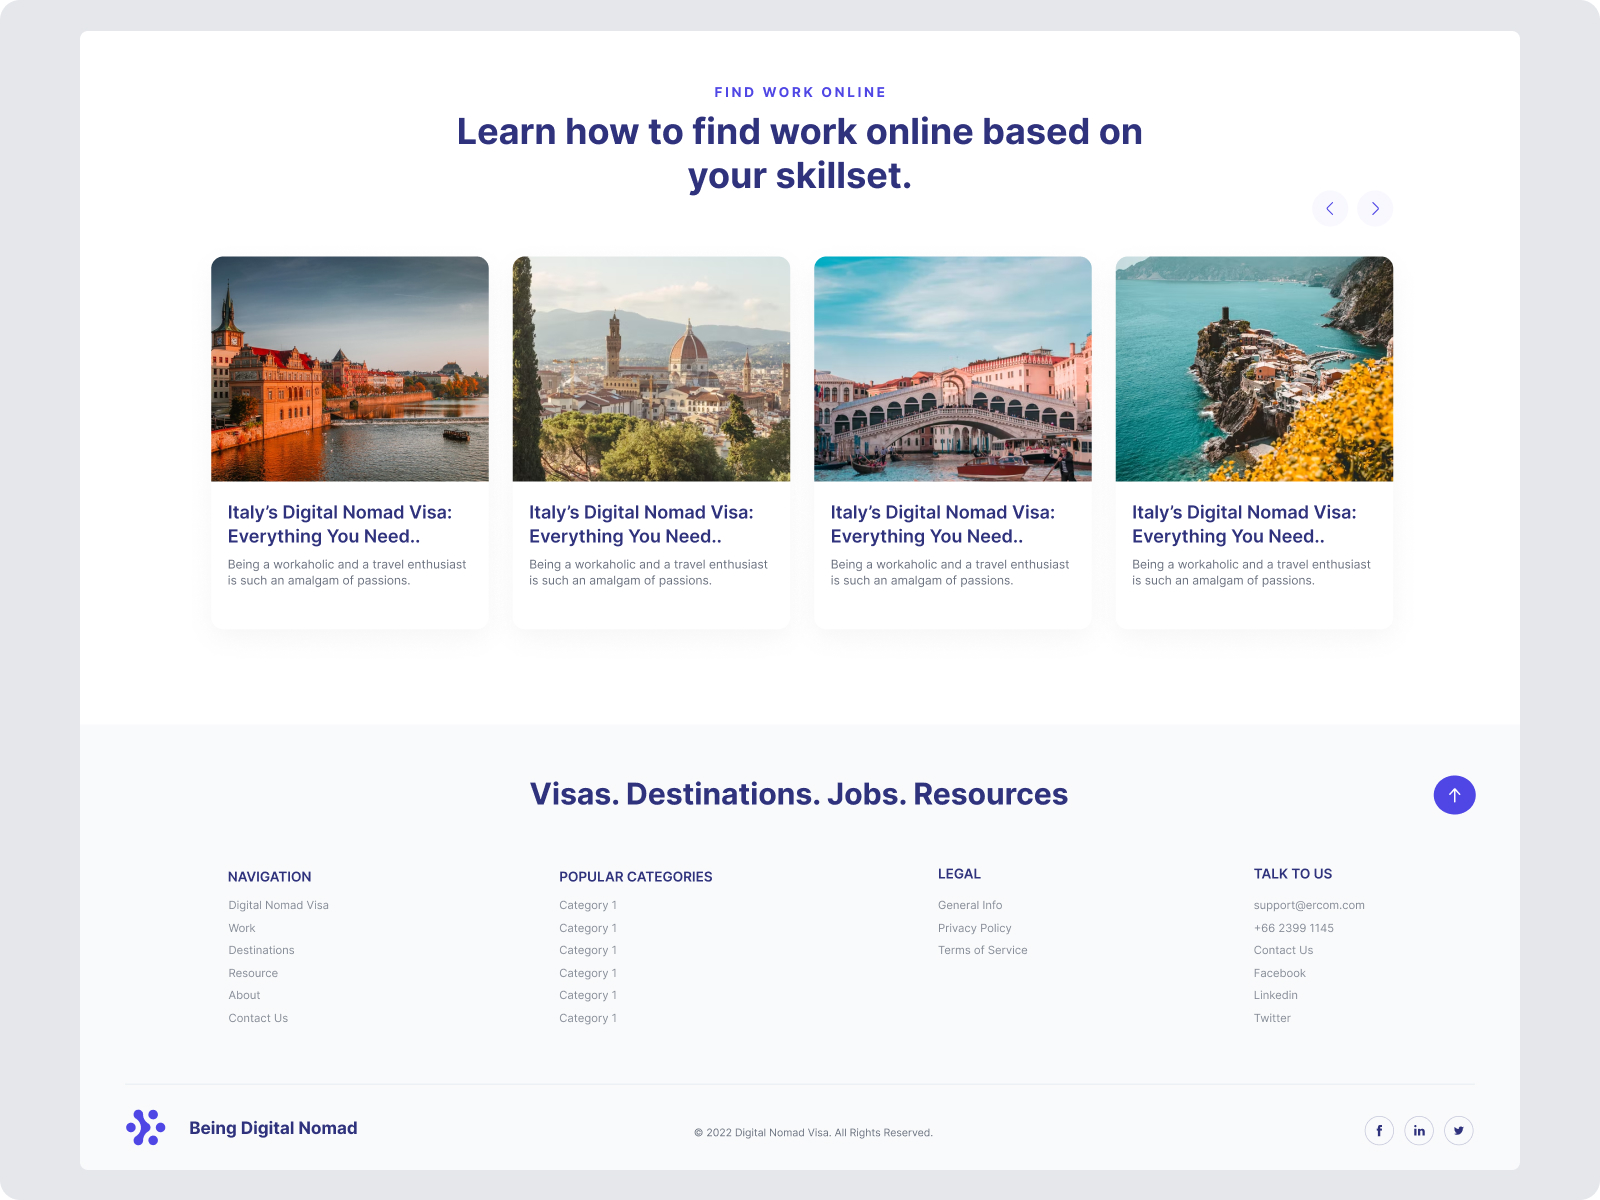 FIND WORK ONLINE
Learn how to find work online based on
your skillset.
Italy’s Digital Nomad Visa:
Everything You Need..
Being a workaholic and a travel enthusiast
is such an amalgam of passions.
Italy’s Digital Nomad Visa:
Everything You Need..
Being a workaholic and a travel enthusiast
is such an amalgam of passions.
Italy’s Digital Nomad Visa:
Everything You Need..
Being a workaholic and a travel enthusiast
is such an amalgam of passions.
Italy’s Digital Nomad Visa:
Everything You Need..
Being a workaholic and a travel enthusiast
is such an amalgam of passions.
Visas. Destinations. Jobs. Resources
NAVIGATION
Digital Nomad Visa
Work
Destinations
Resource
About
Contact Us
POPULAR CATEGORIES
Category 1
Category 1
Category 1
Category 1
Category 1
Category 1
LEGAL
General Info
Privacy Policy
Terms of Service
TALK TO US
support@ercom.com
+66 2399 1145
Contact Us
Facebook
Linkedin
Twitter
Being Digital Nomad
© 2022 Digital Nomad Visa. All Rights Reserved.
f
in